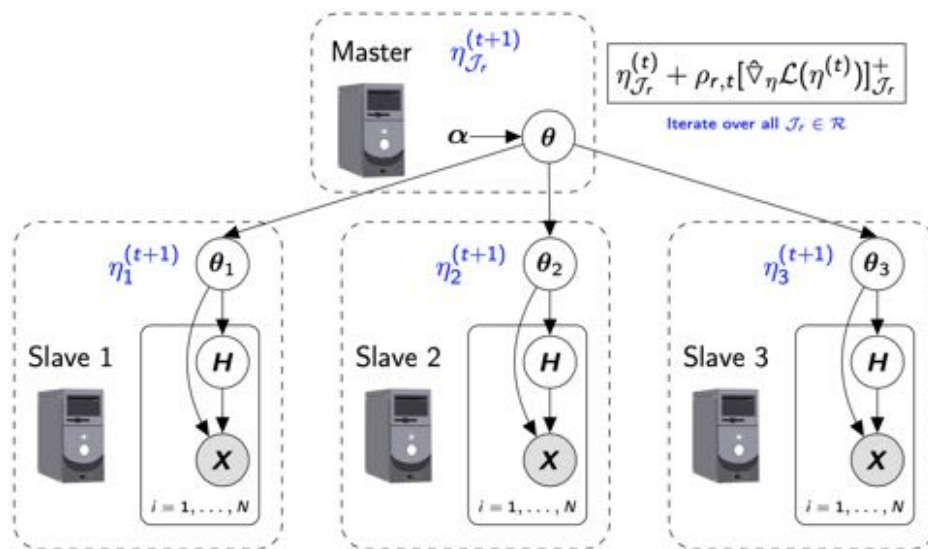 Master
η_{𝒥_r}^{(t+1)}
η_{𝒥_r}^{(t)} + ρ_{r,t}[∇̂_η ℒ(η^{(t)})]_{𝒥_r}^{+}
Iterate over all 𝒥_r ∈ ℛ
α θ
η_1^{(t+1)} θ_1
Slave 1
H
X
i = 1, . . . , N
η_2^{(t+1)} θ_2
Slave 2
H
X
i = 1, . . . , N
η_3^{(t+1)} θ_3
Slave 3
H
X
i = 1, . . . , N